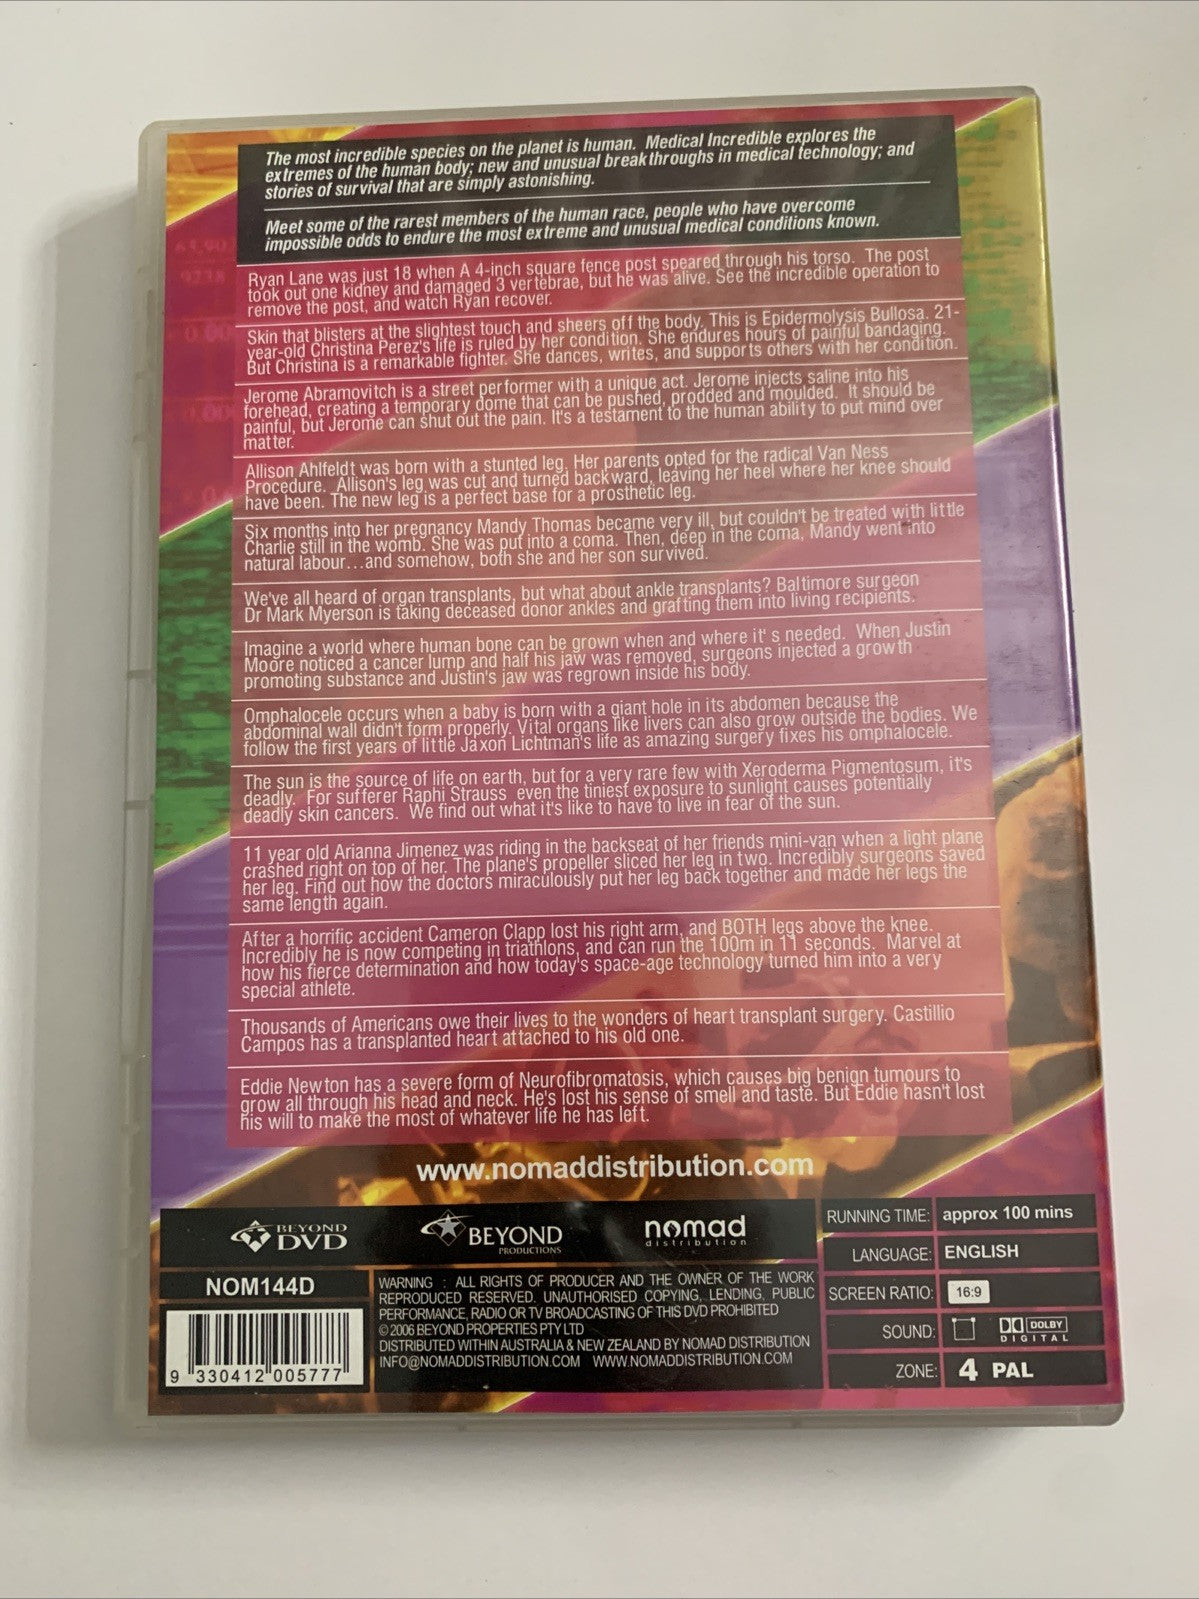 The most incredible species on the planet is human. Medical Incredible explores the
extremes of the human body; new and unusual breakthroughs in medical technology; and
stories of survival that are simply astonishing.
Meet some of the rarest members of the human race, people who have overcome
impossible odds to endure the most extreme and unusual medical conditions known.
Ryan Lane was just 18 when A 4-inch square fence post speared through his torso. The post
took out one kidney and damaged 3 vertebrae, but he was alive. See the incredible operation to
remove the post, and watch Ryan recover.
Skin that blisters at the slightest touch and sheers off the body. This is Epidermolysis Bullosa. 21-
year-old Christina Perez's life is ruled by her condition. She endures hours of painful bandaging.
But Christina is a remarkable fighter. She dances, writes, and supports others with her condition.
Jerome Abramovitch is a street performer with a unique act. Jerome injects saline into his
forehead, creating a temporary dome that can be pushed, prodded and moulded. It should be
painful, but Jerome can shut out the pain. It's a testament to the human ability to put mind over
matter.
Allison Ahlfeldt was born with a stunted leg. Her parents opted for the radical Van Ness
Procedure. Allison's leg was cut and turned backward, leaving her heel where her knee should
have been. The new leg is a perfect base for a prosthetic leg.
Six months into her pregnancy Mandy Thomas became very ill, but couldn't be treated with little
Charlie still in the womb. She was put into a coma. Then, deep in the coma, Mandy went into
natural labour...and somehow, both she and her son survived.
We've all heard of organ transplants, but what about ankle transplants? Baltimore surgeon
Dr Mark Myerson is taking deceased donor ankles and grafting them into living recipients.
Imagine a world where human bone can be grown when and where it' s needed. When Justin
Moore noticed a cancer lump and half his jaw was removed, surgeons injected a growth
promoting substance and Justin's jaw was regrown inside his body.
Omphalocele occurs when a baby is born with a giant hole in its abdomen because the
abdominal wall didn't form properly. Vital organs like livers can also grow outside the bodies. We
follow the first years of little Jaxon Lichtman's life as amazing surgery fixes his omphalocele.
The sun is the source of life on earth, but for a very rare few with Xeroderma Pigmentosum, it's
deadly. For sufferer Raphi Strauss even the tiniest exposure to sunlight causes potentially
deadly skin cancers. We find out what it's like to have to live in fear of the sun.
11 year old Arianna Jimenez was riding in the backseat of her friends mini-van when a light plane
crashed right on top of her. The plane's propeller sliced her leg in two. Incredibly surgeons saved
her leg. Find out how the doctors miraculously put her leg back together and made her legs the
same length again.
After a horrific accident Cameron Clapp lost his right arm, and BOTH legs above the knee.
Incredibly he is now competing in triathlons, and can run the 100m in 11 seconds. Marvel at
how his fierce determination and how today's space-age technology turned him into a very
special athlete.
Thousands of Americans owe their lives to the wonders of heart transplant surgery. Castillio
Campos has a transplanted heart attached to his old one.
Eddie Newton has a severe form of Neurofibromatosis, which causes big benign tumours to
grow all through his head and neck. He's lost his sense of smell and taste. But Eddie hasn't lost
his will to make the most of whatever life he has left.
www.nomaddistribution.com
BEYOND DVD
BEYOND PRODUCTIONS
nomad distribution
NOM144D
9 330412 005777
WARNING : ALL RIGHTS OF PRODUCER AND THE OWNER OF THE WORK
REPRODUCED RESERVED. UNAUTHORISED COPYING, LENDING, PUBLIC
PERFORMANCE, RADIO OR TV BROADCASTING OF THIS DVD PROHIBITED
© 2006 BEYOND PROPERTIES PTY LTD
DISTRIBUTED WITHIN AUSTRALIA & NEW ZEALAND BY NOMAD DISTRIBUTION
INFO@NOMADDISTRIBUTION.COM WWW.NOMADDISTRIBUTION.COM
RUNNING TIME: approx 100 mins
LANGUAGE: ENGLISH
SCREEN RATIO: 16:9
SOUND: DOLBY DIGITAL
ZONE: 4 PAL